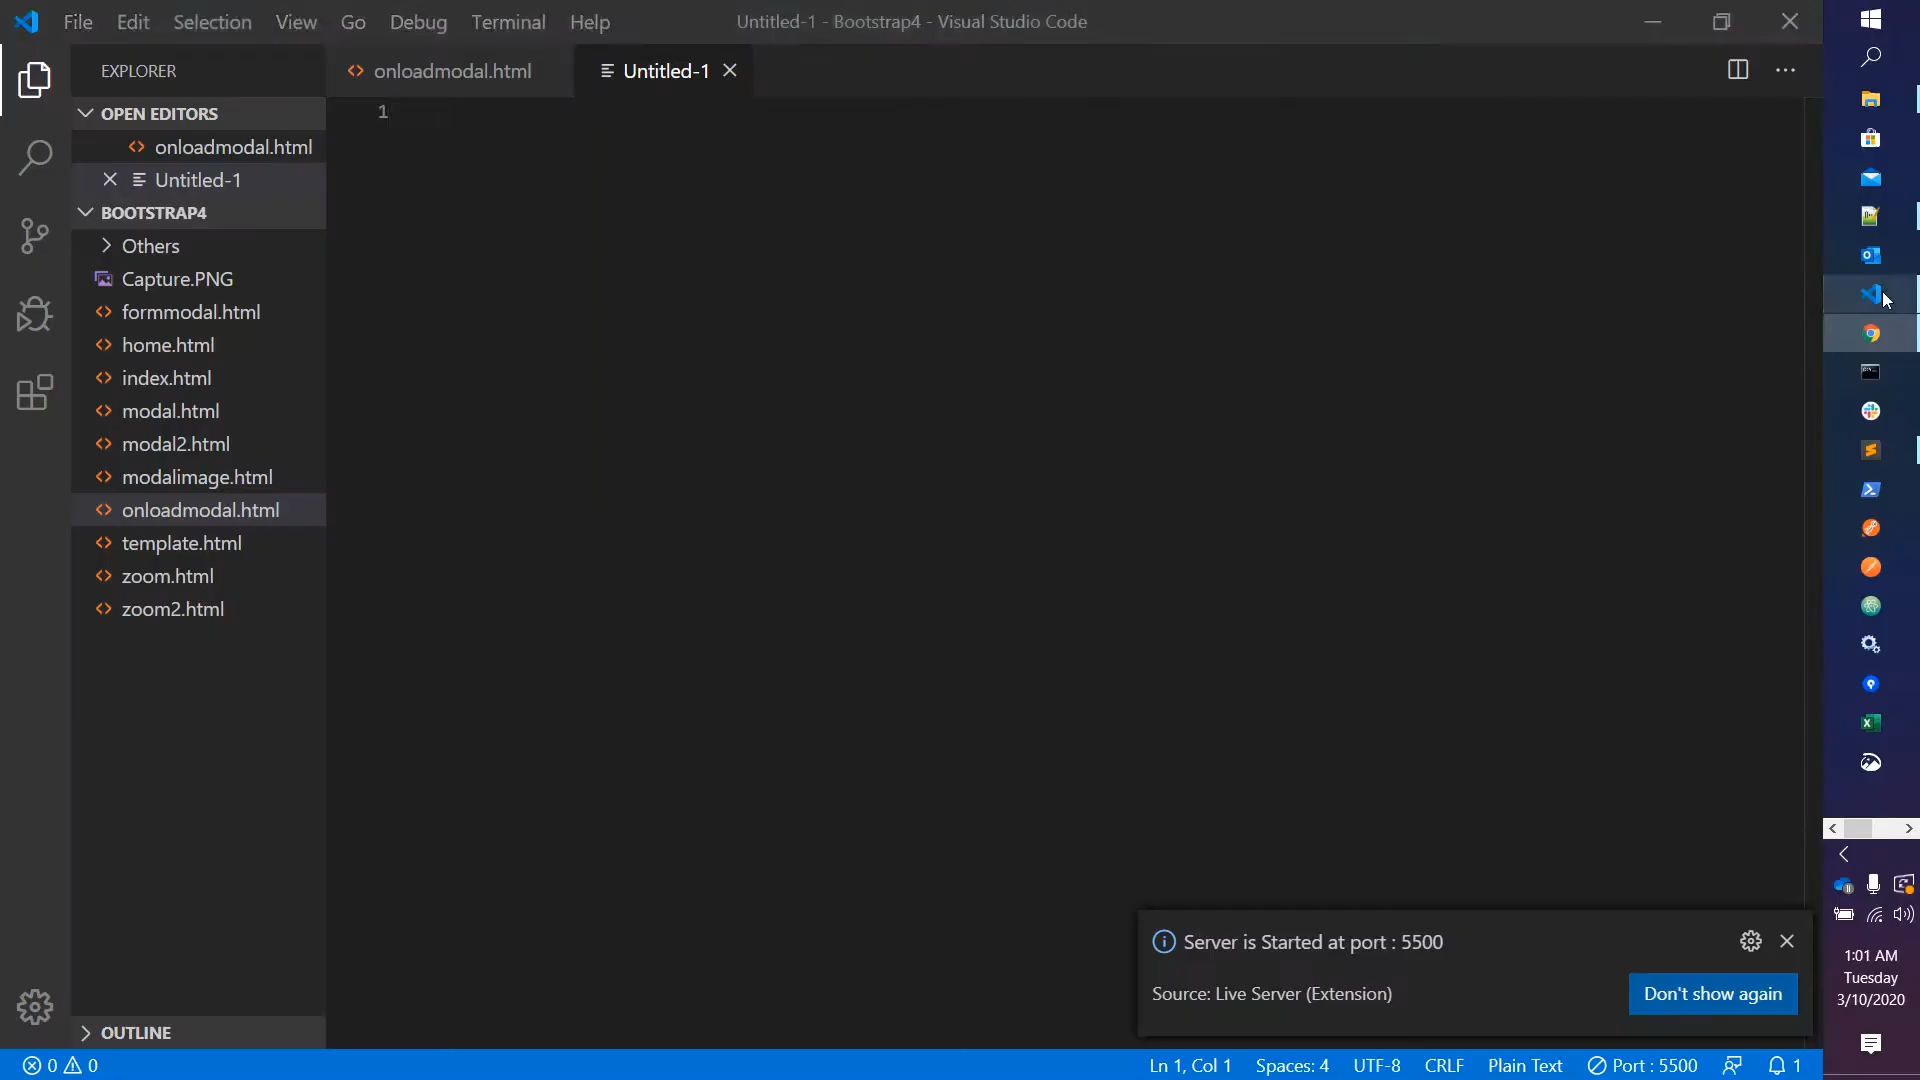 File Edit Selection View Go Debug Terminal Help
Untitled-1 - Bootstrap4 - Visual Studio Code
EXPLORER
onloadmodal.html
Untitled-1
OPEN EDITORS
onloadmodal.html
Untitled-1
BOOTSTRAP4
Others
Capture.PNG
formmodal.html
home.html
index.html
modal.html
modal2.html
modalimage.html
onloadmodal.html
template.html
zoom.html
zoom2.html
OUTLINE
1
Server is Started at port : 5500
Source: Live Server (Extension)
Don't show again
0 0
Ln 1, Col 1
Spaces: 4
UTF-8
CRLF
Plain Text
Port : 5500
1
1:01 AM
Tuesday
3/10/2020